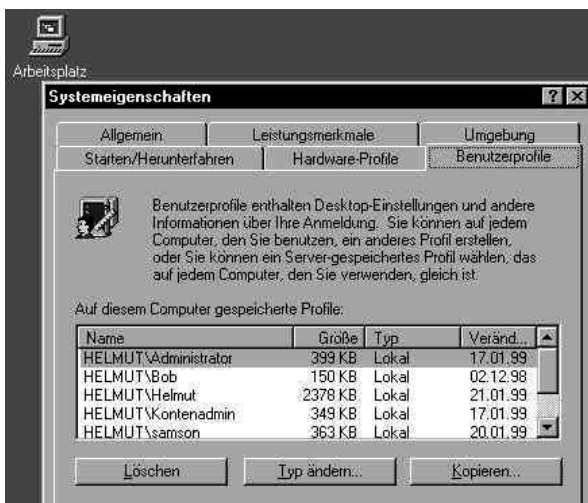 Arbeitsplatz
Systemeigenschaften
Allgemein Leistungsmerkmale Umgebung
Starten/Herunterfahren Hardware-Profile Benutzerprofile
Benutzerprofile enthalten Desktop-Einstellungen und andere
Informationen über Ihre Anmeldung. Sie können auf jedem
Computer, den Sie benutzen, ein anderes Profil erstellen,
oder Sie können ein Server-gespeichertes Profil wählen, das
auf jedem Computer, den Sie verwenden, gleich ist.
Auf diesem Computer gespeicherte Profile:
Name Größe Typ Veränd...
HELMUT\Administrator 399 KB Lokal 17.01.99
HELMUT\Bob 150 KB Lokal 02.12.98
HELMUT\Helmut 2378 KB Lokal 21.01.99
HELMUT\Kontenadmin 349 KB Lokal 17.01.99
HELMUT\samson 363 KB Lokal 20.01.99
Löschen Typ ändern... Kopieren...